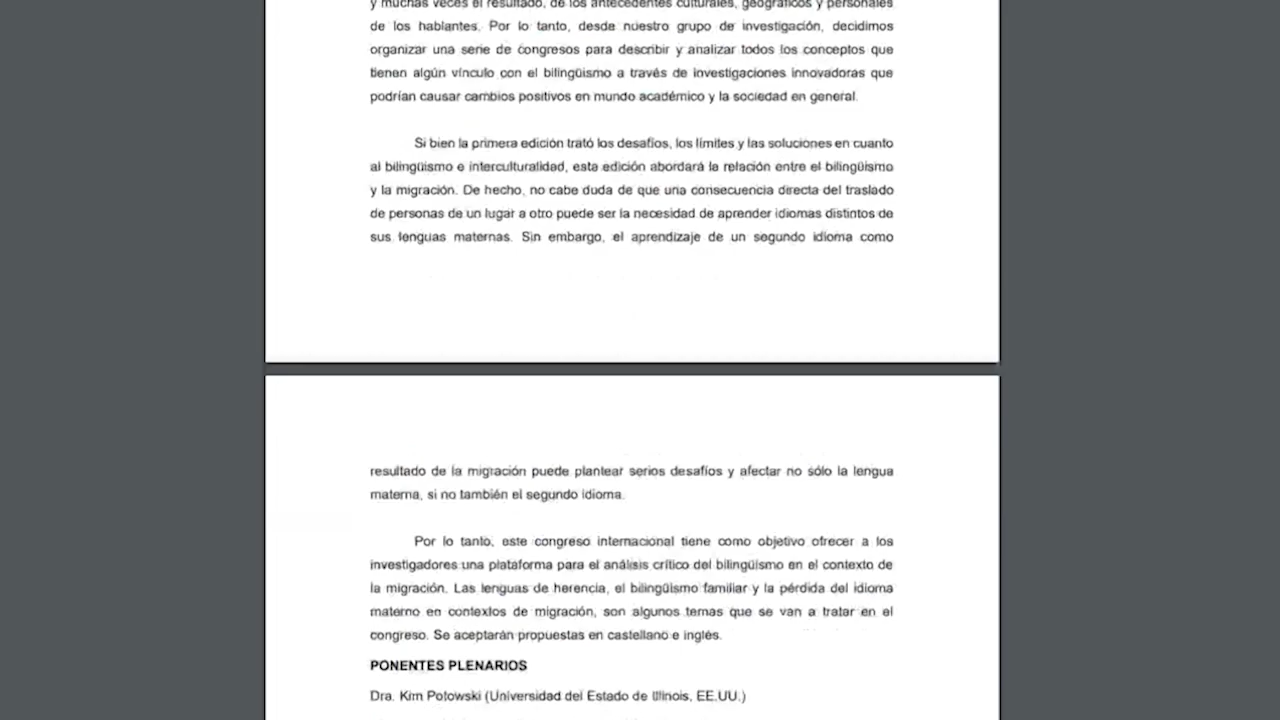 y muchas veces el resultado, de los antecedentes culturales, geográficos y personales
de los hablantes. Por lo tanto, desde nuestro grupo de investigación, decidimos
organizar una serie de congresos para describir y analizar todos los conceptos que
tienen algún vínculo con el bilingüismo a través de investigaciones innovadoras que
podrían causar cambios positivos en mundo académico y la sociedad en general.
Si bien la primera edición trató los desafíos, los límites y las soluciones en cuanto
al bilingüismo e interculturalidad, esta edición abordará la relación entre el bilingüismo
y la migración. De hecho, no cabe duda de que una consecuencia directa del traslado
de personas de un lugar a otro puede ser la necesidad de aprender idiomas distintos de
sus lenguas maternas. Sin embargo, el aprendizaje de un segundo idioma como
resultado de la migración puede plantear serios desafíos y afectar no sólo la lengua
materna, si no también el segundo idioma.
Por lo tanto, este congreso internacional tiene como objetivo ofrecer a los
investigadores una plataforma para el análisis crítico del bilingüismo en el contexto de
la migración. Las lenguas de herencia, el bilingüismo familiar y la pérdida del idioma
materno en contextos de migración, son algunos temas que se van a tratar en el
congreso. Se aceptarán propuestas en castellano e inglés.
PONENTES PLENARIOS
Dra. Kim Potowski (Universidad del Estado de Illinois, EE.UU.)